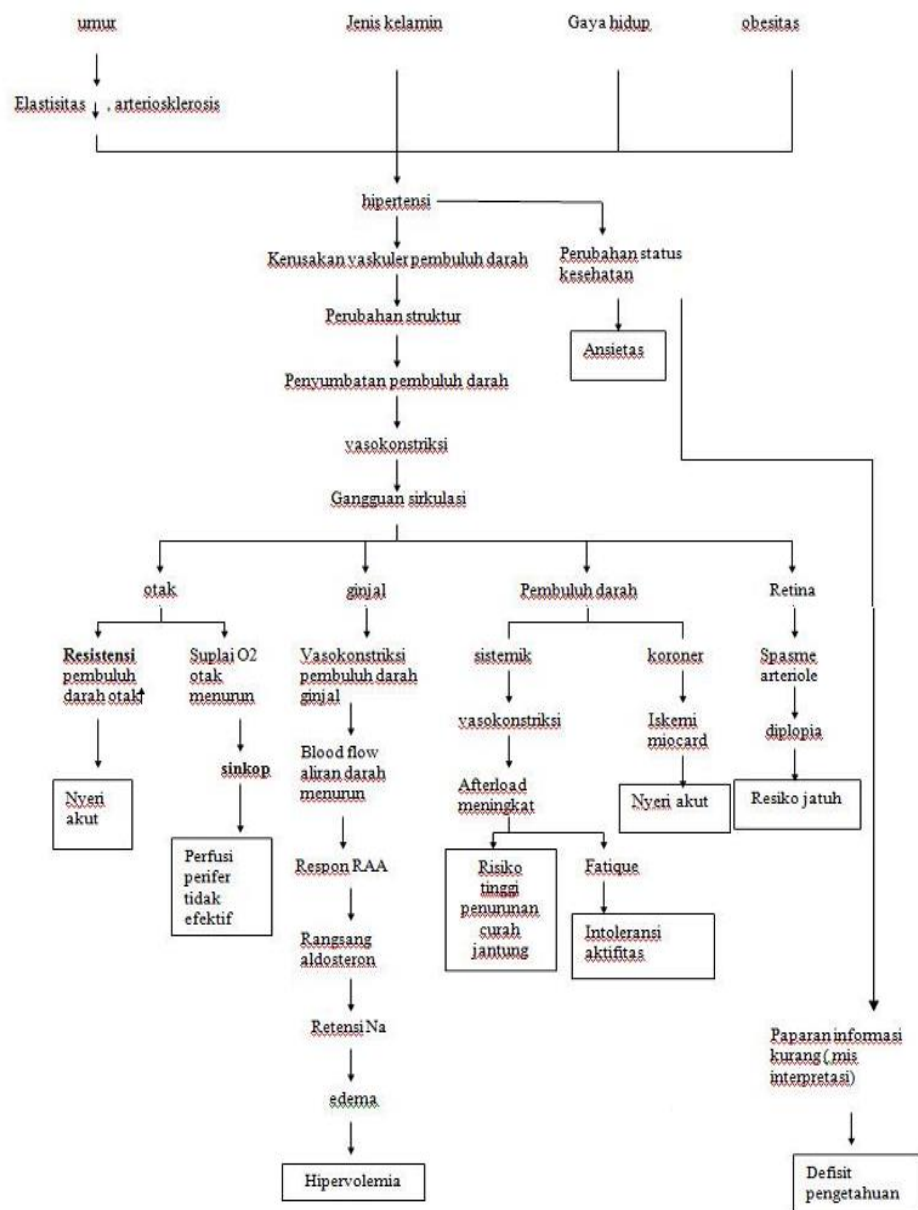 umur
Jenis kelamin
Gaya hidup
obesitas
Elastisitas ↓ , arteriosklerosis
hipertensi
Kerusakan vaskuler pembuluh darah
Perubahan status
kesehatan
Perubahan struktur
Ansietas
Penyumbatan pembuluh darah
vasokonstriksi
Gangguan sirkulasi
otak
ginjal
Pembuluh darah
Retina
Resistensi
pembuluh
darah otak↑
Suplai O2
otak
menurun
Vasokonstriksi
pembuluh darah
ginjal
sistemik
koroner
Spasme
arteriole
vasokonstriksi
Iskemi
miocard
diplopia
sinkop
Blood flow
aliran darah
menurun
Afterload
meningkat
Nyeri
akut
Nyeri akut
Resiko jatuh
Perfusi
perifer
tidak
efektif
Respon RAA
Risiko
tinggi
penurunan
curah
jantung
Fatique
Intoleransi
aktifitas
Rangsang
aldosteron
Retensi Na
Paparan informasi
kurang ( mis
interpretasi)
edema
Hipervolemia
Defisit
pengetahuan